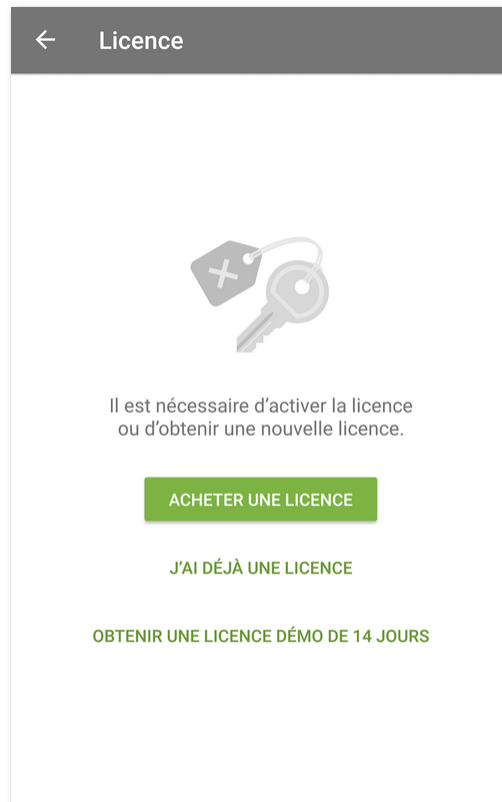 Licence
Il est nécessaire d’activer la licence
ou d’obtenir une nouvelle licence.
ACHETER UNE LICENCE
J’AI DÉJÀ UNE LICENCE
OBTENIR UNE LICENCE DÉMO DE 14 JOURS